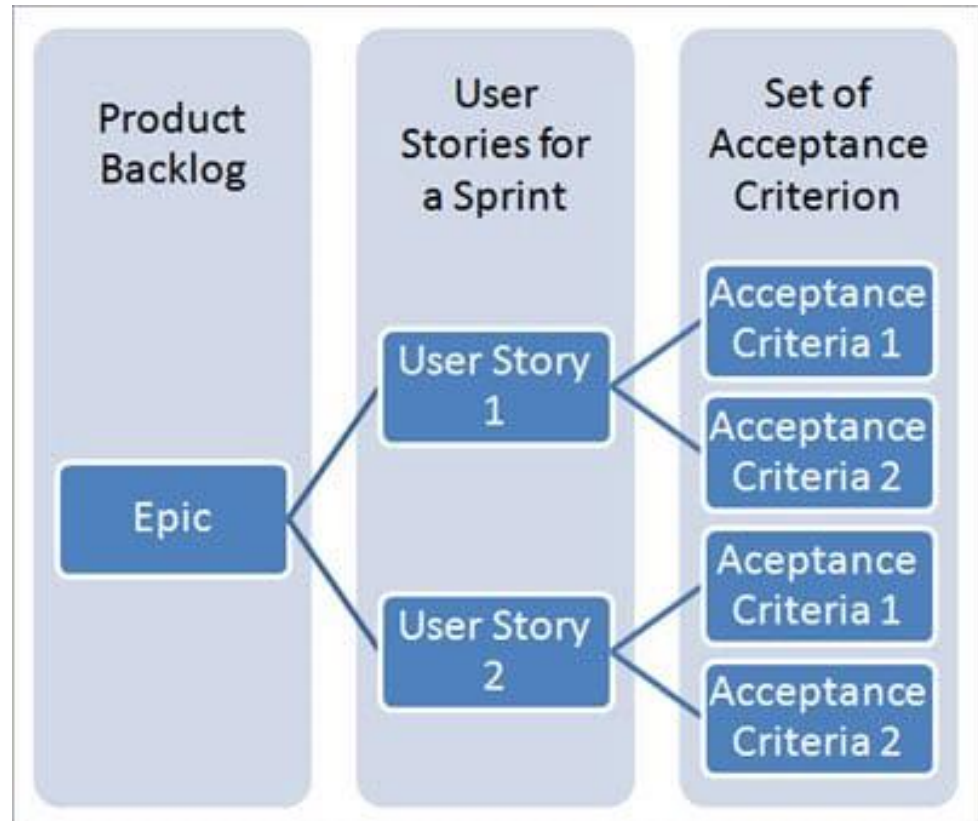 Product
Backlog
User
Stories for
a Sprint
Set of
Acceptance
Criterion
Epic
User Story
1
User Story
2
Acceptance
Criteria 1
Acceptance
Criteria 2
Aceptance
Criteria 1
Acceptance
Criteria 2